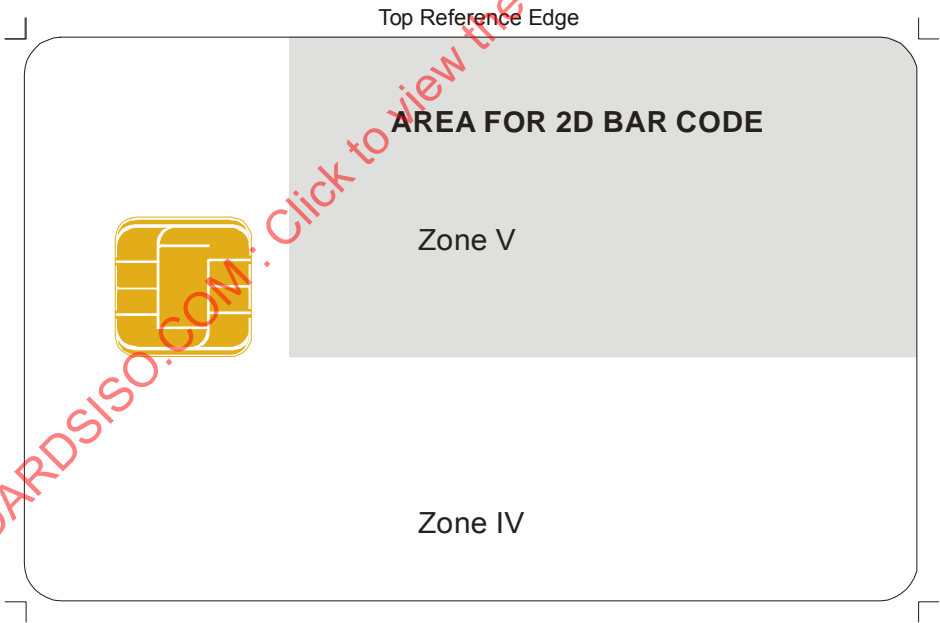 Top Reference Edge
AREA FOR 2D BAR CODE
Zone V
Zone IV
ARDSISO.COM : Click to view the